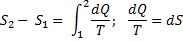 S₂ − S₁ = ∫₁² dQ/T; dQ/T = dS